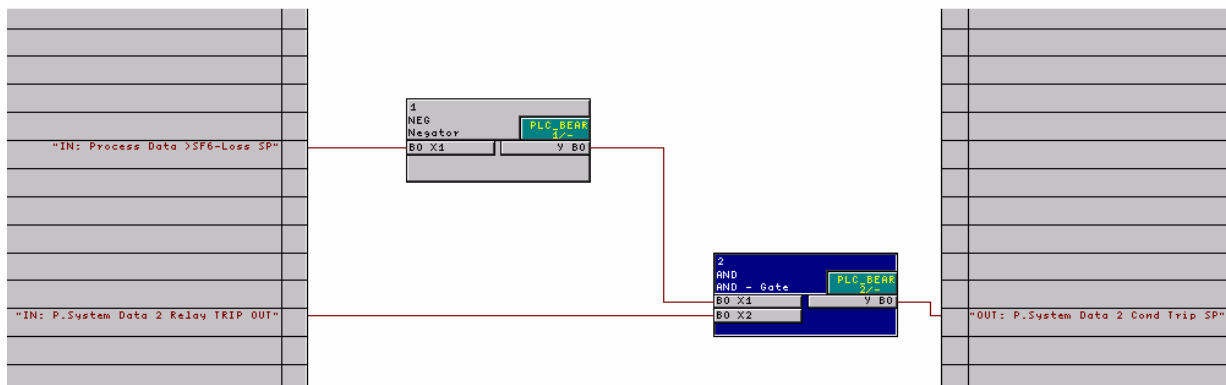 1
NEG
Negator
PLC_BEAR
1/-
"IN: Process Data >SF6-Loss SP"
BO X1
Y BO
2
AND
AND - Gate
PLC_BEAR
2/-
BO X1
Y BO
BO X2
"IN: P.System Data 2 Relay TRIP OUT"
"OUT: P.System Data 2 Cond Trip SP"